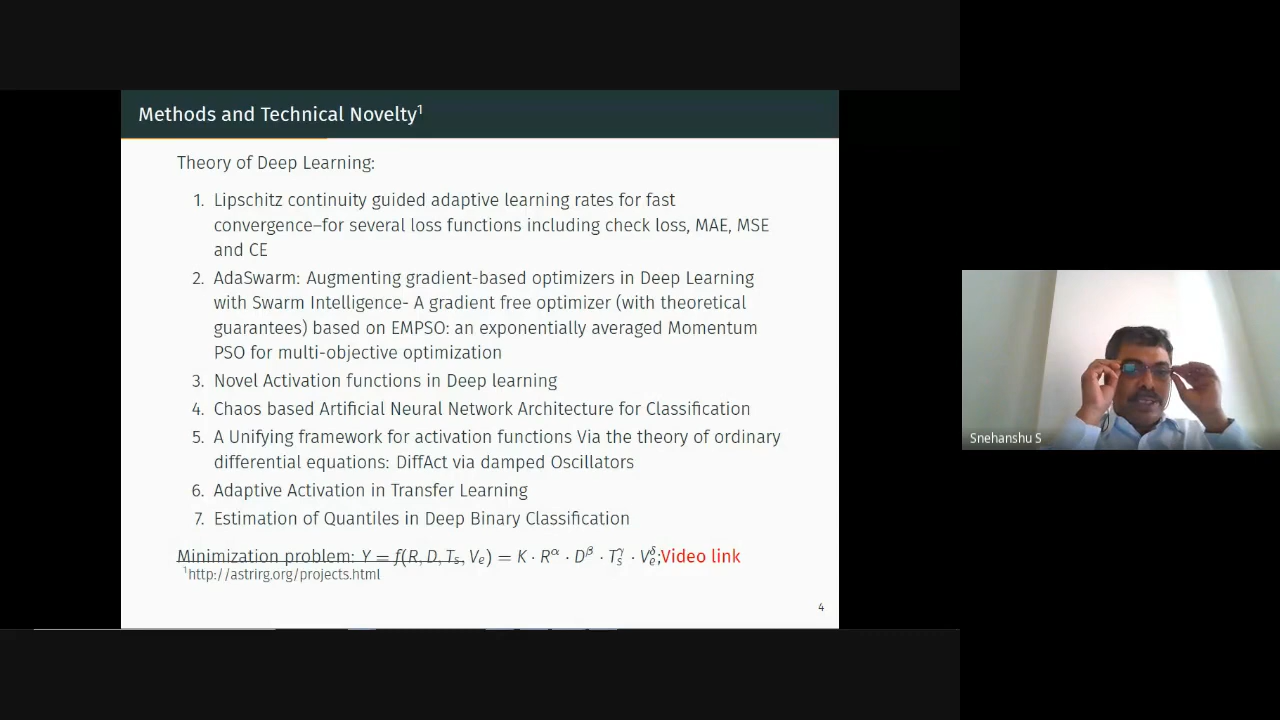 Methods and Technical Novelty¹
Theory of Deep Learning:
1. Lipschitz continuity guided adaptive learning rates for fast
convergence–for several loss functions including check loss, MAE, MSE
and CE
2. AdaSwarm: Augmenting gradient-based optimizers in Deep Learning
with Swarm Intelligence- A gradient free optimizer (with theoretical
guarantees) based on EMPSO: an exponentially averaged Momentum
PSO for multi-objective optimization
3. Novel Activation functions in Deep learning
4. Chaos based Artificial Neural Network Architecture for Classification
5. A Unifying framework for activation functions Via the theory of ordinary
differential equations: DiffAct via damped Oscillators
6. Adaptive Activation in Transfer Learning
7. Estimation of Quantiles in Deep Binary Classification
Minimization problem: Y = f(R, D, Tₛ, Vₑ) = K · R^α · D^β · Tₛ^γ · Vₑ^δ;Video link
¹http://astrirg.org/projects.html
4
Snehanshu S